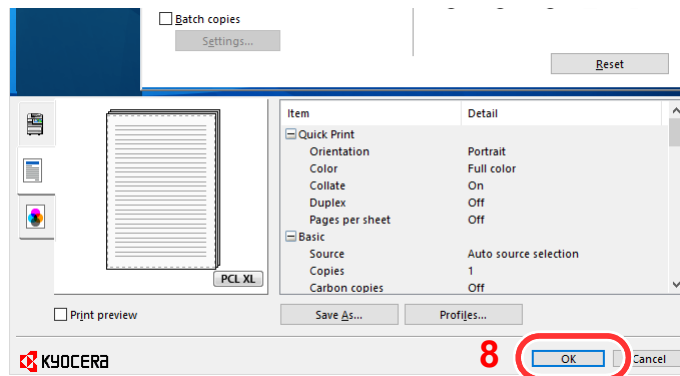 Batch copies
Settings...
Reset
Item Detail
Quick Print
Orientation Portrait
Color Full color
Collate On
Duplex Off
Pages per sheet Off
Basic
Source Auto source selection
Copies 1
Carbon copies Off
PCL XL
Print preview Save As... Profiles...
KYOCERA 8 OK Cancel